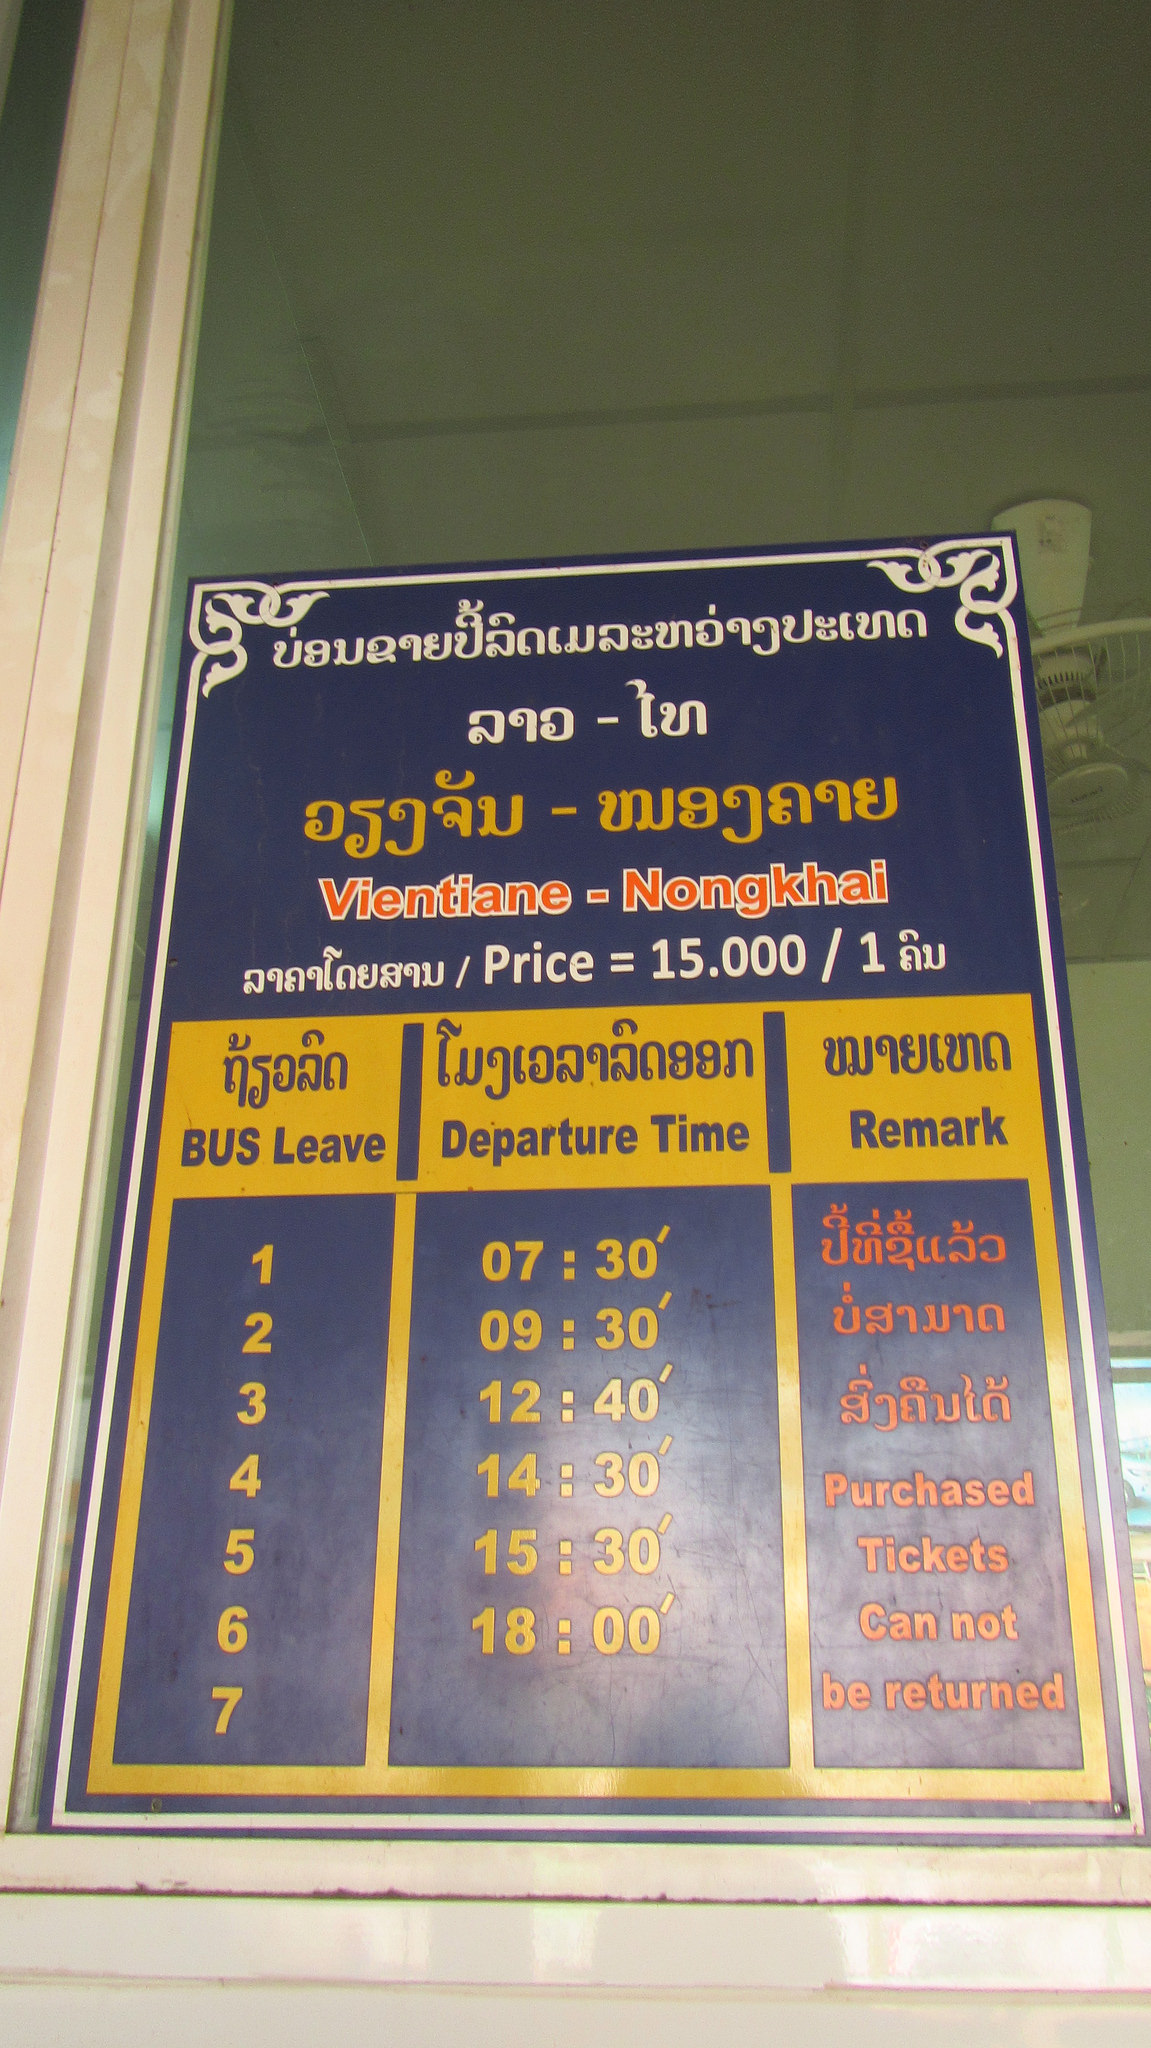 ບ່ອນຂາຍປີ້ລົດເມລະຫວ່າງປະເທດ
ລາວ - ໄທ
ວຽງຈັນ - ໜອງຄາຍ
Vientiane - Nongkhai
ລາຄາໂດຍສານ / Price = 15.000 / 1 ຄົນ
ຖ້ຽວລົດ ໂມງເວລາລົດອອກ ໝາຍເຫດ
BUS Leave Departure Time Remark
1 07 : 30′ ປີ້ທີ່ຊື້ແລ້ວ
2 09 : 30′ ບໍ່ສາມາດ
3 12 : 40′ ສົ່ງຄືນໄດ້
4 14 : 30′ Purchased
5 15 : 30′ Tickets
6 18 : 00′ Can not
7 be returned